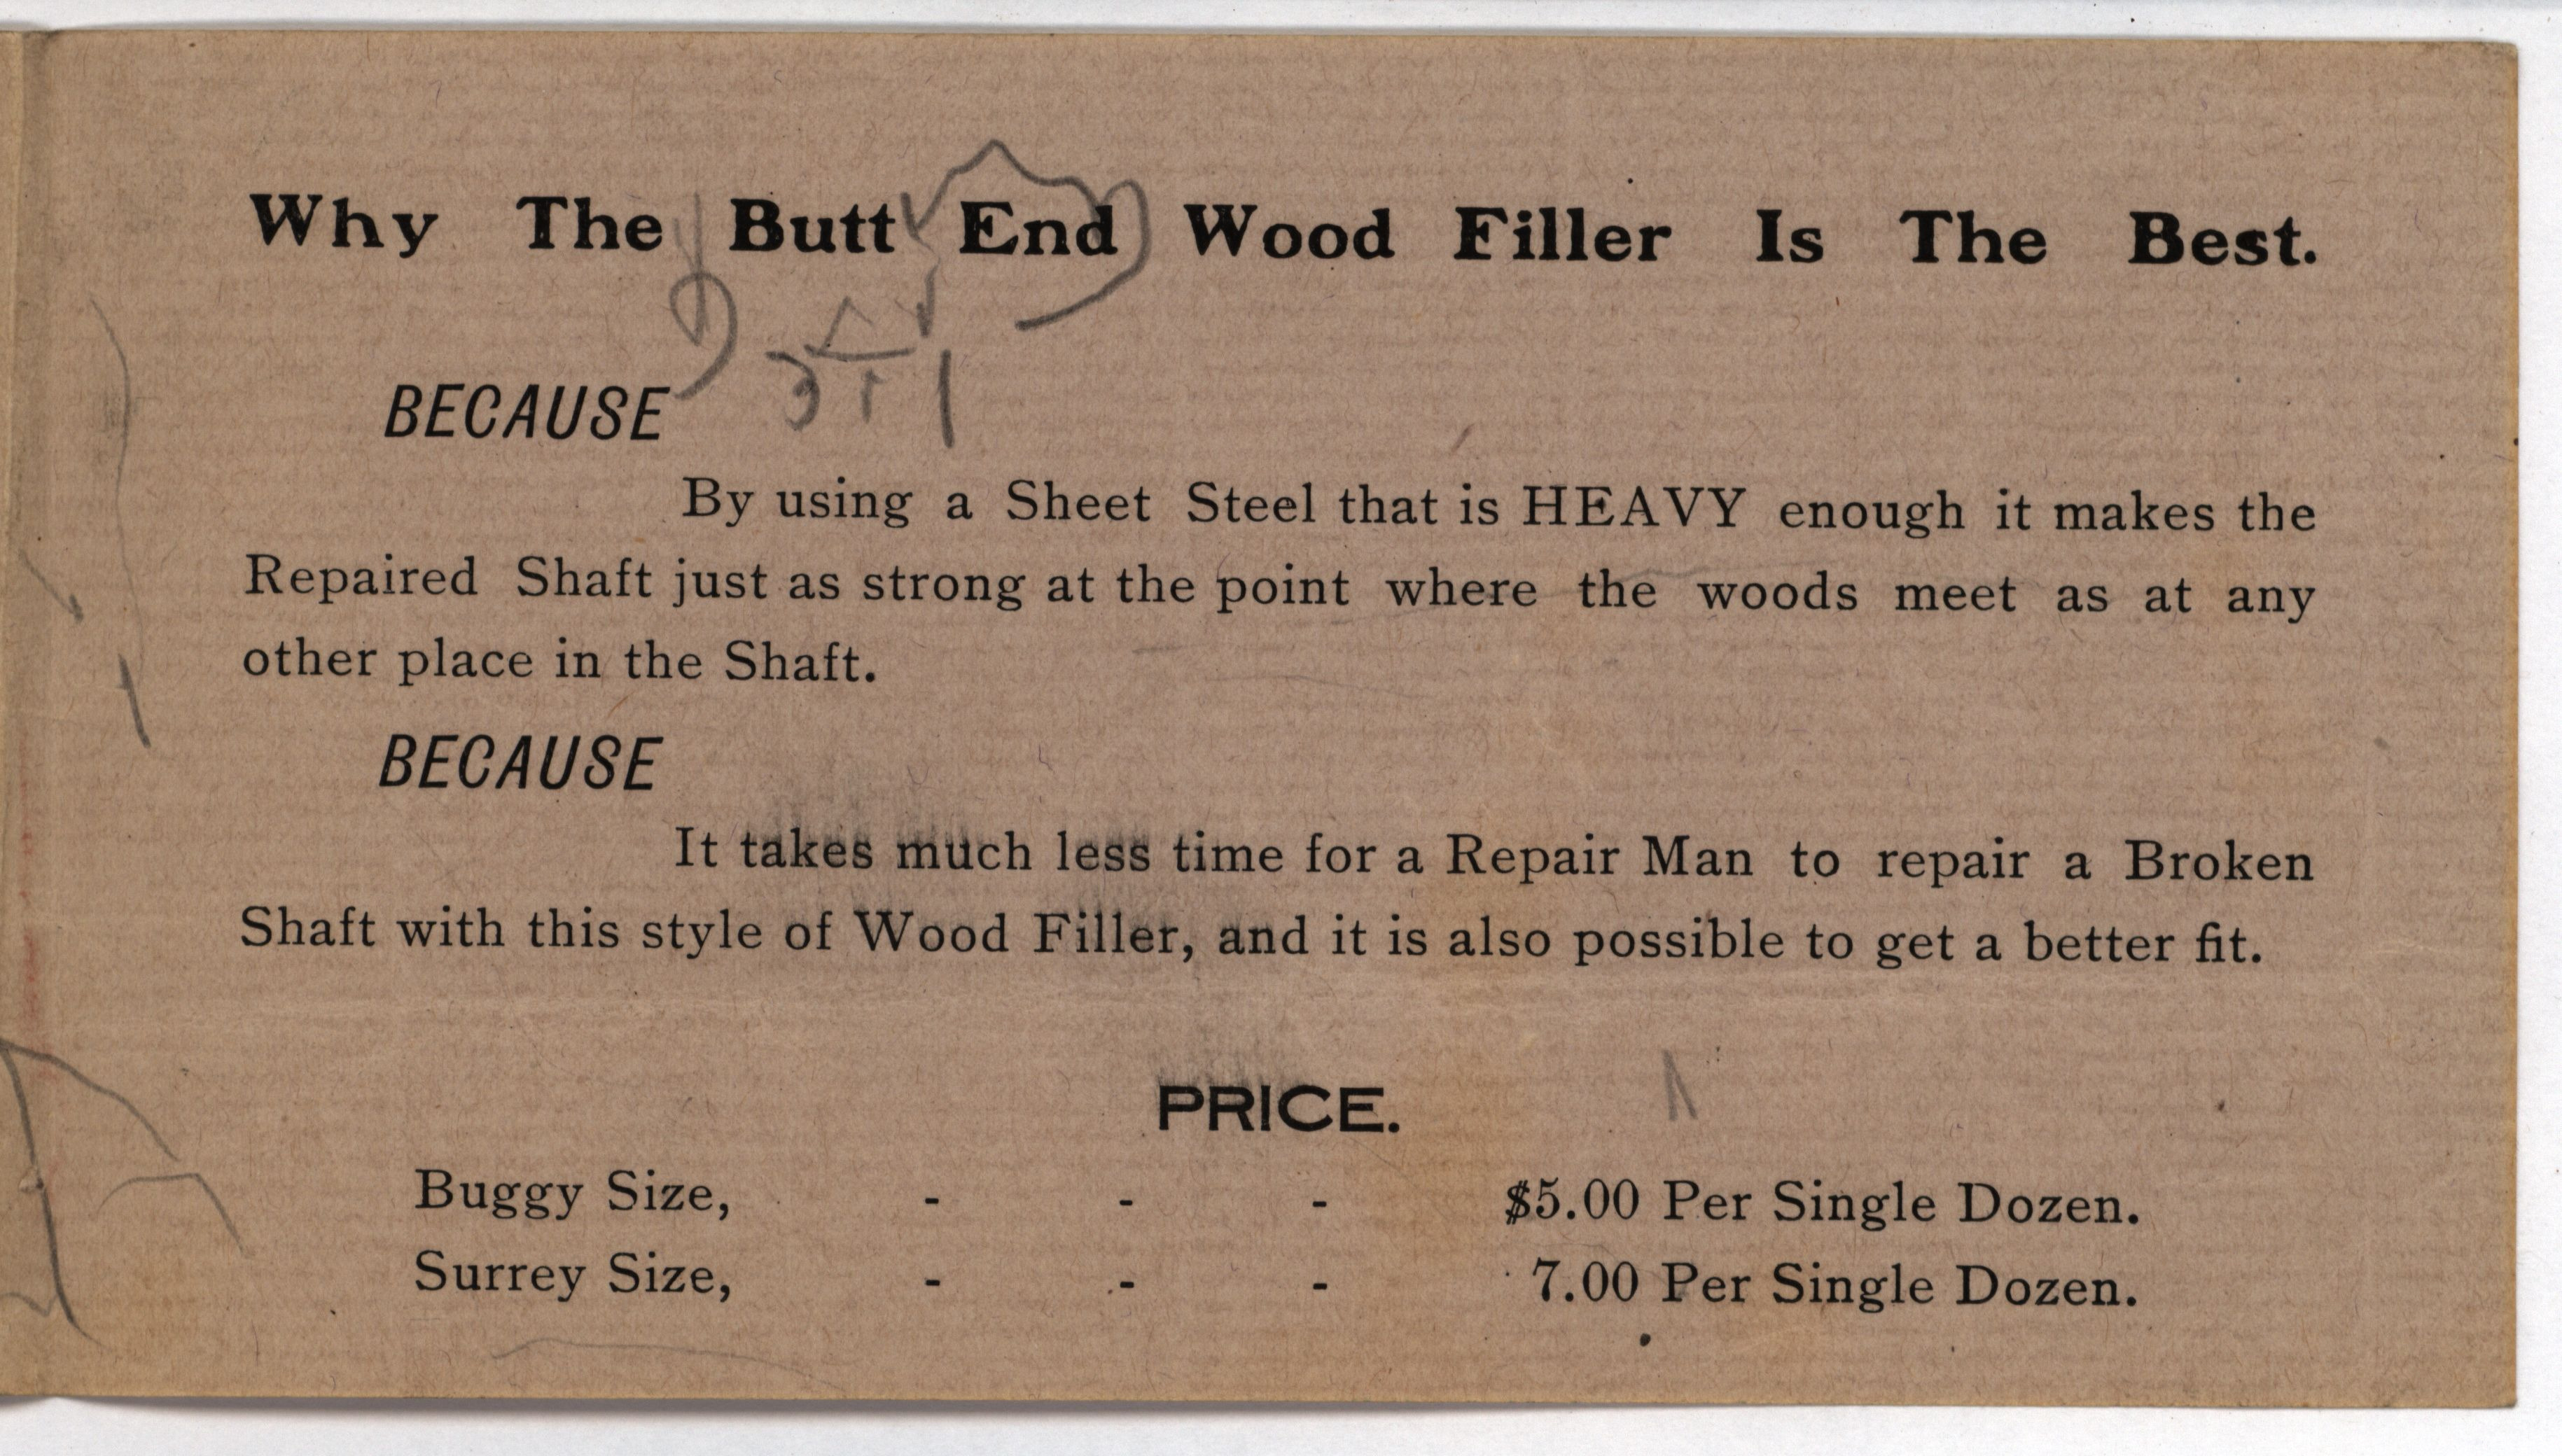 Why The Butt End Wood Filler Is The Best.
BECAUSE
By using a Sheet Steel that is HEAVY enough it makes the
Repaired Shaft just as strong at the point where the woods meet as at any
other place in the Shaft.
BECAUSE
It takes much less time for a Repair Man to repair a Broken
Shaft with this style of Wood Filler, and it is also possible to get a better fit.
PRICE.
Buggy Size, - - - $5.00 Per Single Dozen.
Surrey Size, - - - 7.00 Per Single Dozen.